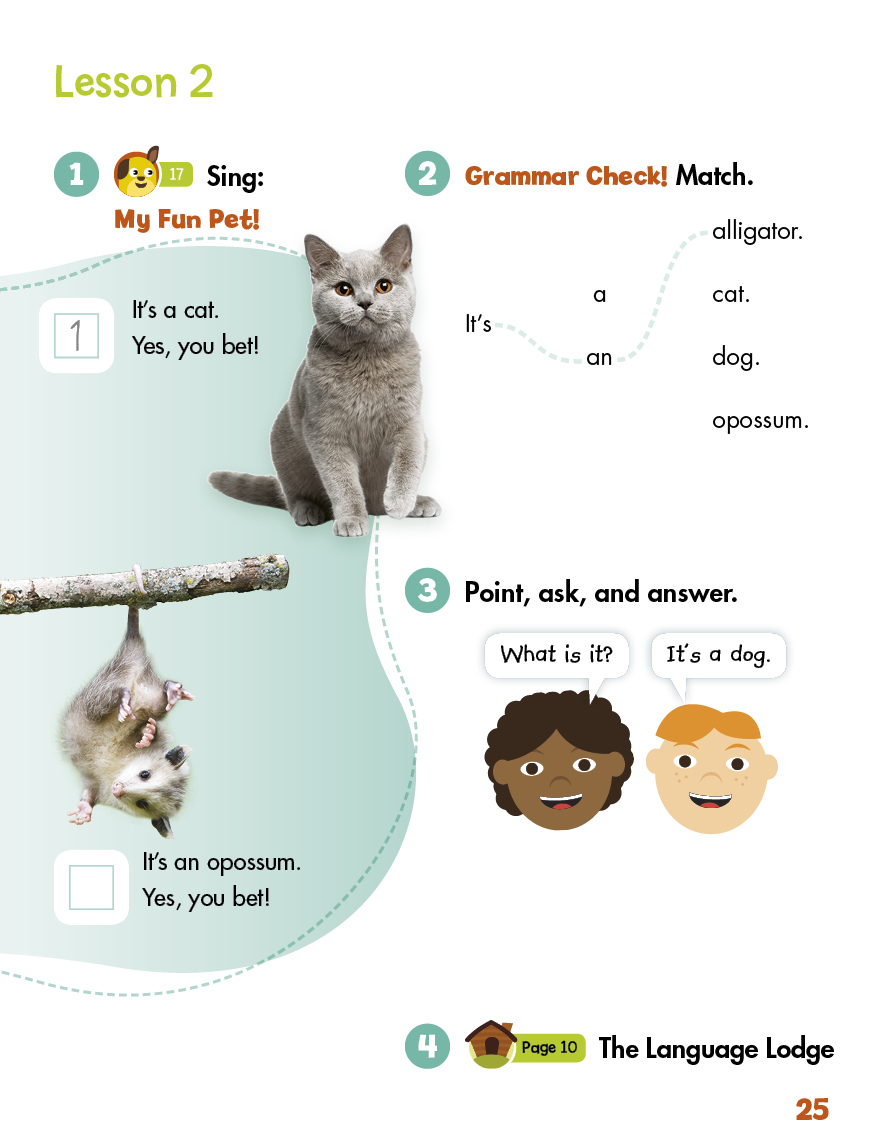 Lesson 2
1
17
Sing:
My Fun Pet!
1
It's a cat.
Yes, you bet!
It's an opossum.
Yes, you bet!
2
Grammar Check! Match.
It's
a
an
alligator.
cat.
dog.
opossum.
3
Point, ask, and answer.
What is it?
It's a dog.
4
Page 10
The Language Lodge
25